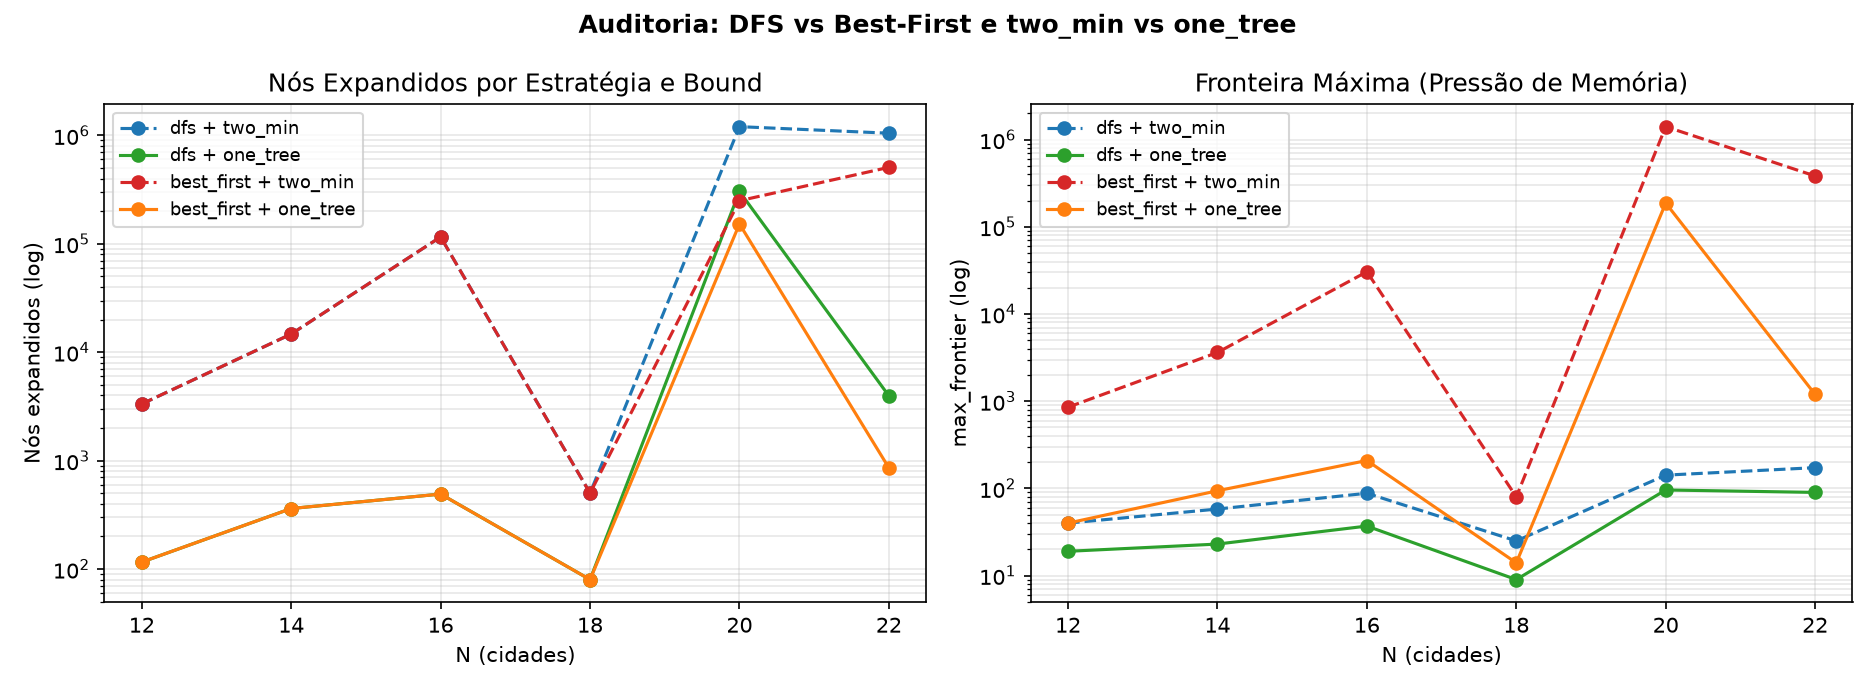 Auditoria: DFS vs Best-First e two_min vs one_tree
Nós Expandidos por Estratégia e Bound
dfs + two_min
dfs + one_tree
best_first + two_min
best_first + one_tree
Nós expandidos (log)
10^6
10^5
10^4
10^3
10^2
12 14 16 18 20 22
N (cidades)
Fronteira Máxima (Pressão de Memória)
dfs + two_min
dfs + one_tree
best_first + two_min
best_first + one_tree
max_frontier (log)
10^6
10^5
10^4
10^3
10^2
10^1
12 14 16 18 20 22
N (cidades)